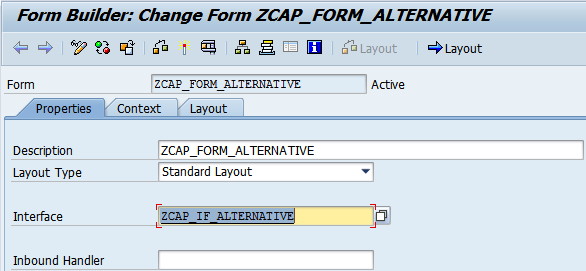 Form Builder: Change Form ZCAP_FORM_ALTERNATIVE
Layout Layout
Form ZCAP_FORM_ALTERNATIVE Active
Properties Context Layout
Description ZCAP_FORM_ALTERNATIVE
Layout Type Standard Layout
Interface ZCAP_IF_ALTERNATIVE
Inbound Handler